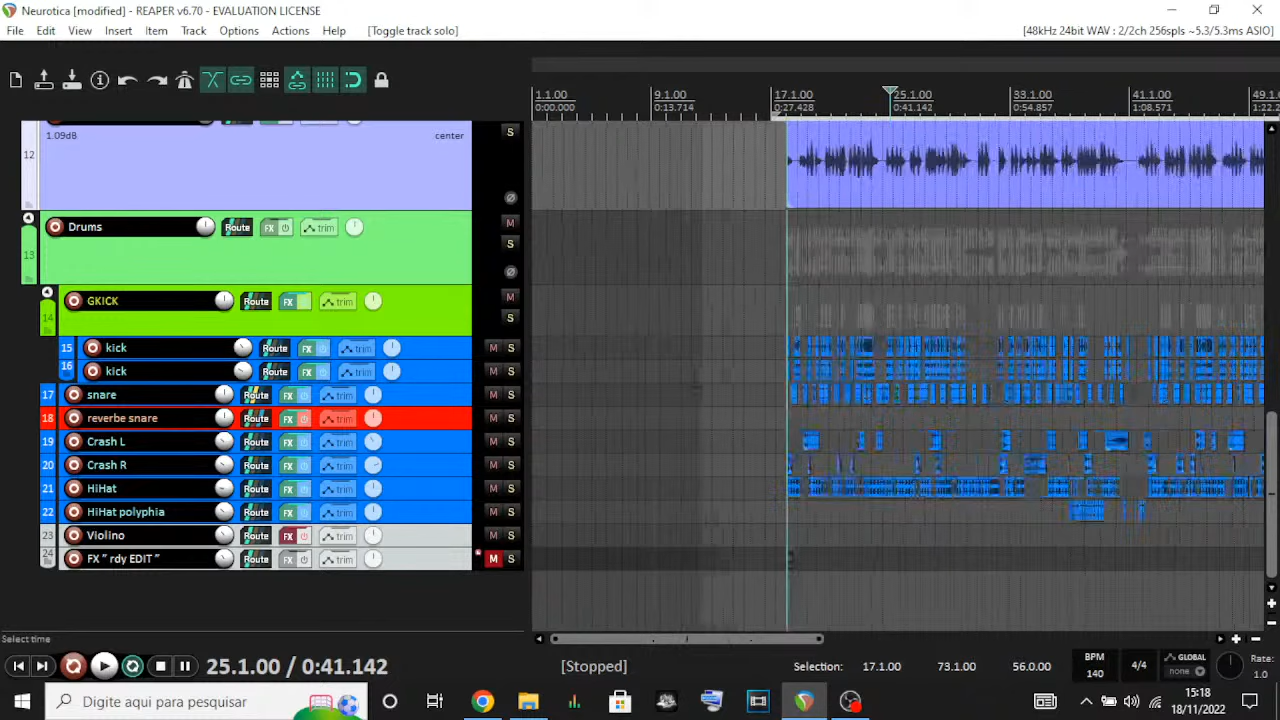 Neurotica [modified] - REAPER v6.70 - EVALUATION LICENSE
File Edit View Insert Item Track Options Actions Help [Toggle track solo] [48kHz 24bit WAV : 2/2ch 256spls ~5.3/5.3ms ASIO]
1.1.00 9.1.00 17.1.00 25.1.00 33.1.00 41.1.00 49.1
0:00.000 0:13.714 0:27.428 0:41.142 0:54.857 1:08.571 1:22.2
1.09dB center S
12
Drums Route FX trim M
S
13
GKICK Route FX trim M
14 S
15 kick Route FX trim M S
16 kick Route FX trim M S
17 snare Route FX trim M S
18 reverbe snare Route FX trim M S
19 Crash L Route FX trim M S
20 Crash R Route FX trim M S
21 HiHat Route FX trim M S
22 HiHat polyphia Route FX trim M S
23 Violino Route FX trim M S
24 FX " rdy EDIT " Route FX trim M S
Select time
25.1.00 / 0:41.142 [Stopped] Selection: 17.1.00 73.1.00 56.0.00 BPM 140 4/4 GLOBAL none Rate: 1.0
Digite aqui para pesquisar
15:18
18/11/2022